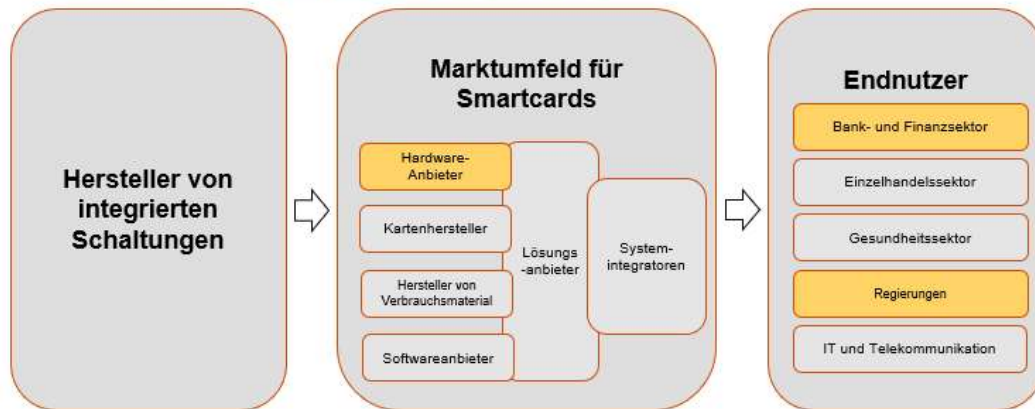 Hersteller von
integrierten
Schaltungen
Marktumfeld für
Smartcards
Hardware-
Anbieter
Kartenhersteller
Hersteller von
Verbrauchsmaterial
Softwareanbieter
Lösungs
-anbieter
System-
integratoren
Endnutzer
Bank- und Finanzsektor
Einzelhandelssektor
Gesundheitssektor
Regierungen
IT und Telekommunikation